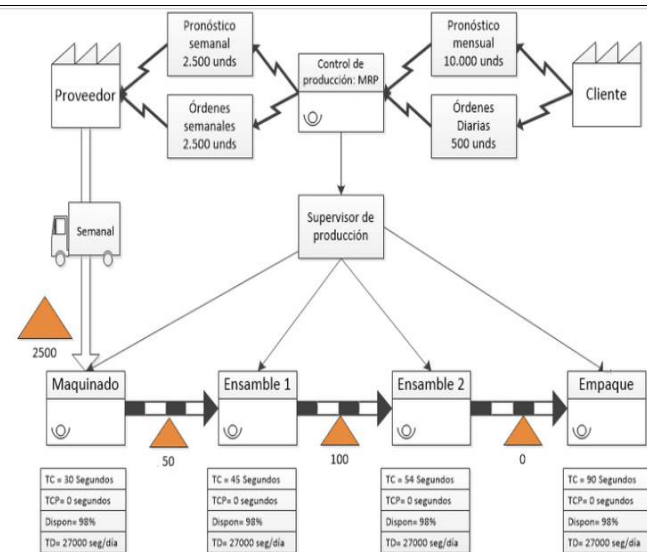 Proveedor
Pronóstico
semanal
2.500 unds
Órdenes
semanales
2.500 unds
Control de
producción: MRP
Pronóstico
mensual
10.000 unds
Órdenes
Diarias
500 unds
Cliente
Semanal
Supervisor de
producción
2500
Maquinado
50
Ensamble 1
100
Ensamble 2
0
Empaque
TC = 30 Segundos
TCP= 0 segundos
Dispon= 98%
TD= 27000 seg/día
TC = 45 Segundos
TCP= 0 segundos
Dispon= 98%
TD= 27000 seg/día
TC = 54 Segundos
TCP= 0 segundos
Dispon= 98%
TD= 27000 seg/día
TC = 90 Segundos
TCP= 0 segundos
Dispon= 98%
TD= 27000 seg/día